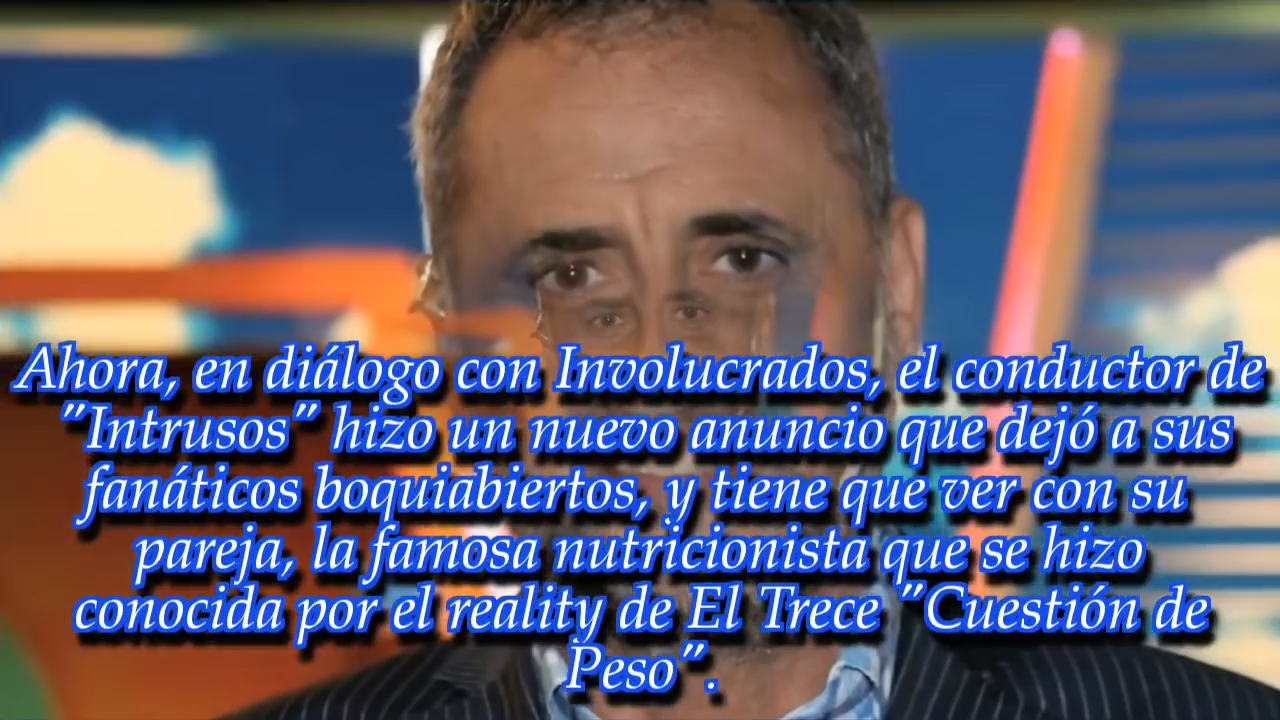 Ahora, en diálogo con Involucrados, el conductor de
"Intrusos" hizo un nuevo anuncio que dejó a sus
fanáticos boquiabiertos, y tiene que ver con su
pareja, la famosa nutricionista que se hizo
conocida por el reality de El Trece "Cuestión de
Peso".